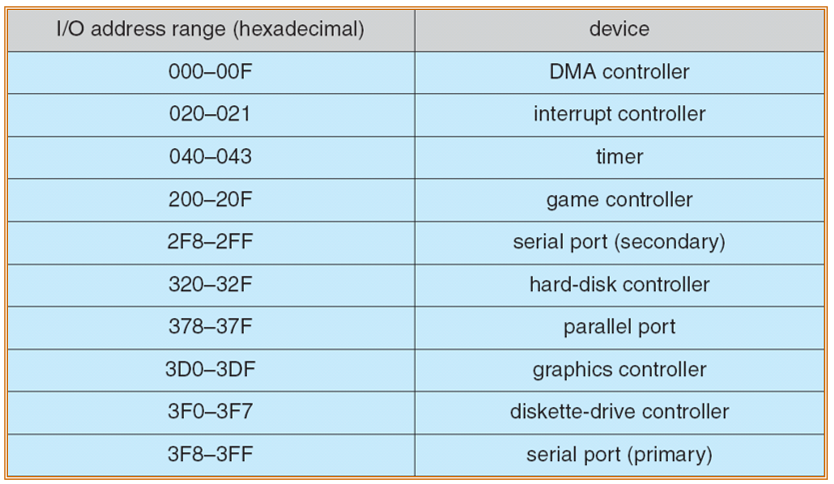 I/O address range (hexadecimal) device
000–00F DMA controller
020–021 interrupt controller
040–043 timer
200–20F game controller
2F8–2FF serial port (secondary)
320–32F hard-disk controller
378–37F parallel port
3D0–3DF graphics controller
3F0–3F7 diskette-drive controller
3F8–3FF serial port (primary)